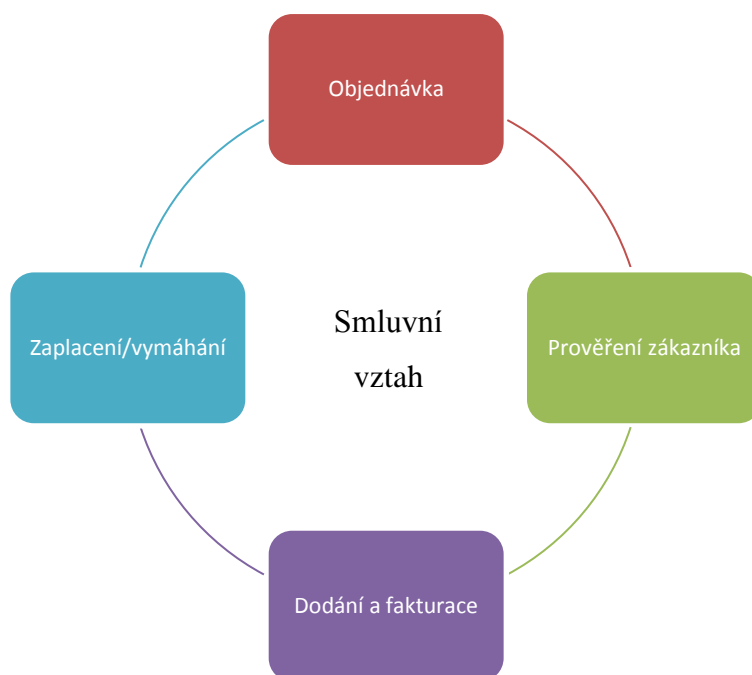 Objednávka
Zaplacení/vymáhání
Smluvní
vztah
Prověření zákazníka
Dodání a fakturace